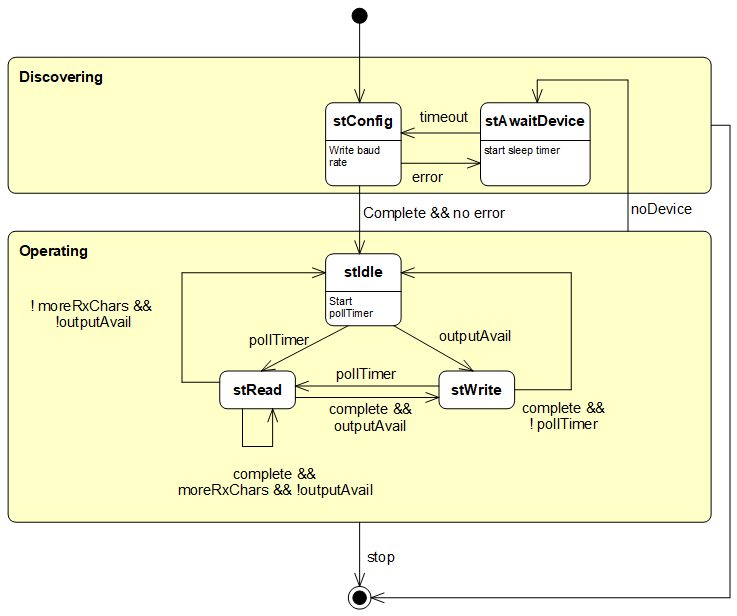 Discovering
stConfig
Write baud
rate
timeout
error
stAwaitDevice
start sleep timer
Complete && no error
noDevice
Operating
stIdle
Start
pollTimer
! moreRxChars &&
!outputAvail
pollTimer
outputAvail
stRead
pollTimer
complete &&
outputAvail
stWrite
complete &&
! pollTimer
complete &&
moreRxChars && !outputAvail
stop